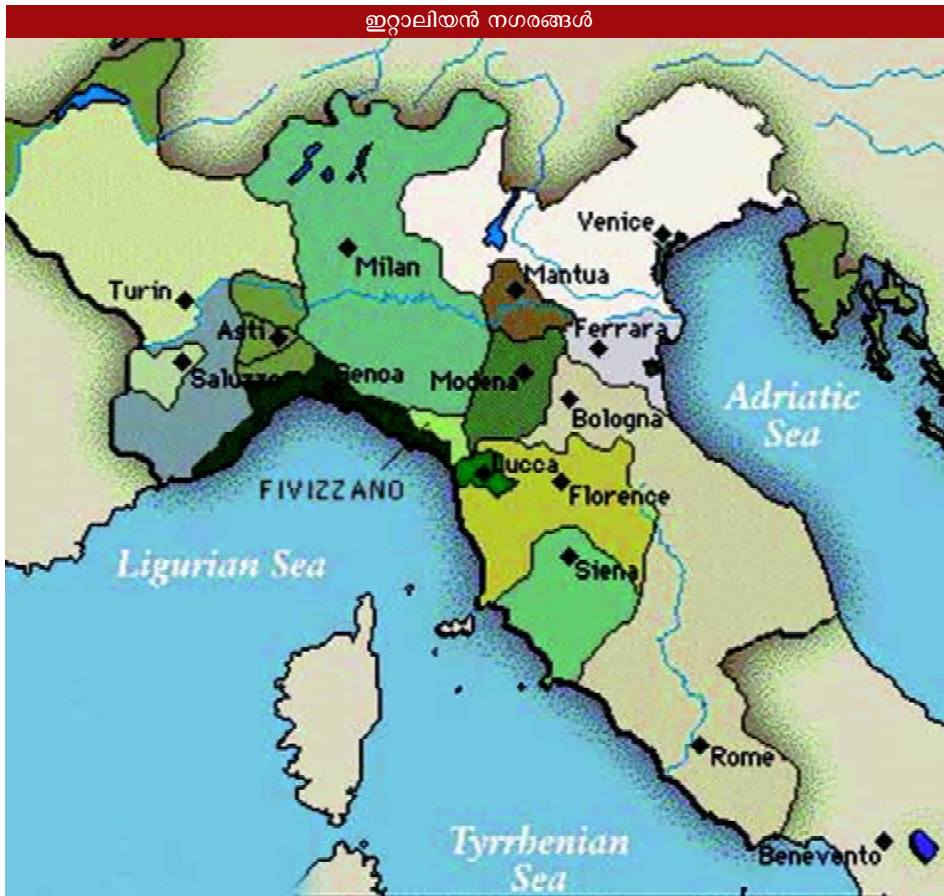 ഇറ്റാലിയൻ നഗരങ്ങൾ
Venice
Milan
Mantua
Turin
Asti
Ferrara
Saluzzo
Genoa
Modena
Adriatic
Sea
Bologna
Lucca
FIVIZZANO
Florence
Ligurian Sea
Siena
Rome
Tyrrhenian
Sea
Benevento